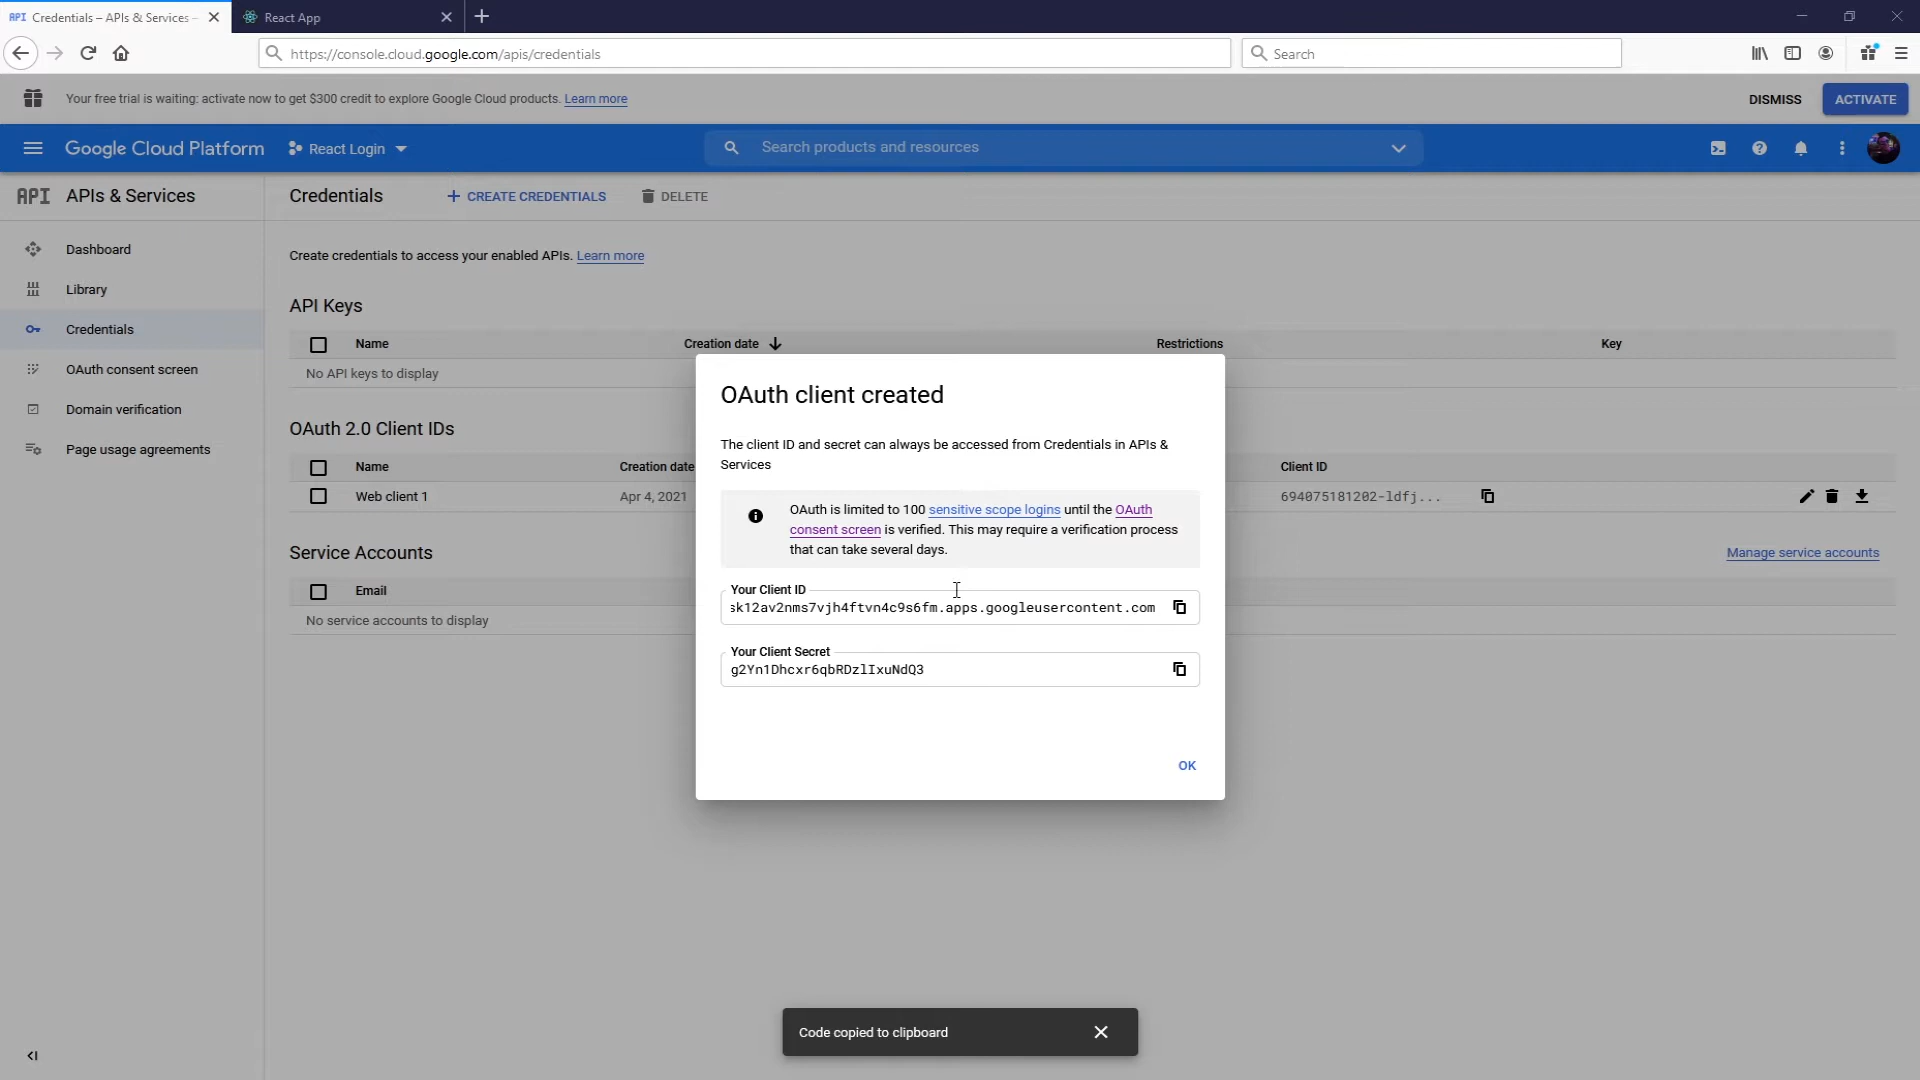 API Credentials – APIs & Services –
React App
https://console.cloud.google.com/apis/credentials
Search
Your free trial is waiting: activate now to get $300 credit to explore Google Cloud products. Learn more
DISMISS
ACTIVATE
Google Cloud Platform
React Login
Search products and resources
API APIs & Services
Credentials
CREATE CREDENTIALS
DELETE
Dashboard
Library
Credentials
OAuth consent screen
Domain verification
Page usage agreements
Create credentials to access your enabled APIs. Learn more
API Keys
Name
Creation date
Restrictions
Key
No API keys to display
OAuth 2.0 Client IDs
Name
Creation date
Client ID
Web client 1
Apr 4, 2021
694075181202-ldfj...
Service Accounts
Manage service accounts
Email
No service accounts to display
OAuth client created
The client ID and secret can always be accessed from Credentials in APIs &
Services
OAuth is limited to 100 sensitive scope logins until the OAuth
consent screen is verified. This may require a verification process
that can take several days.
Your Client ID
sk12av2nms7vjh4ftvn4c9s6fm.apps.googleusercontent.com
Your Client Secret
g2Yn1Dhcxr6qbRDzlIxuNdQ3
OK
Code copied to clipboard